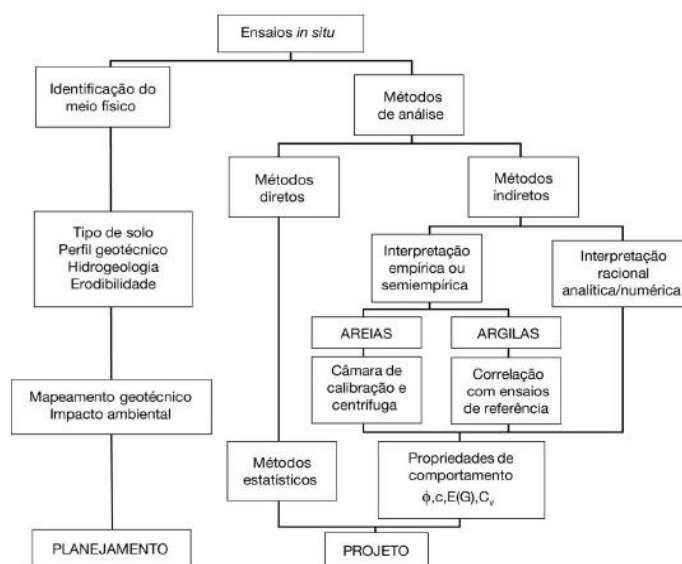 Ensaios in situ
Identificação do
meio físico
Métodos
de análise
Métodos
diretos
Métodos
indiretos
Tipo de solo
Perfil geotécnico
Hidrogeologia
Erodibilidade
Interpretação
empírica ou
semiempírica
Interpretação
racional
analítica/numérica
AREIAS
ARGILAS
Câmara de
calibração e
centrífuga
Correlação
com ensaios
de referência
Mapeamento geotécnico
Impacto ambiental
Métodos
estatísticos
Propriedades de
comportamento
ϕ,c,E(G),Cv
PLANEJAMENTO
PROJETO